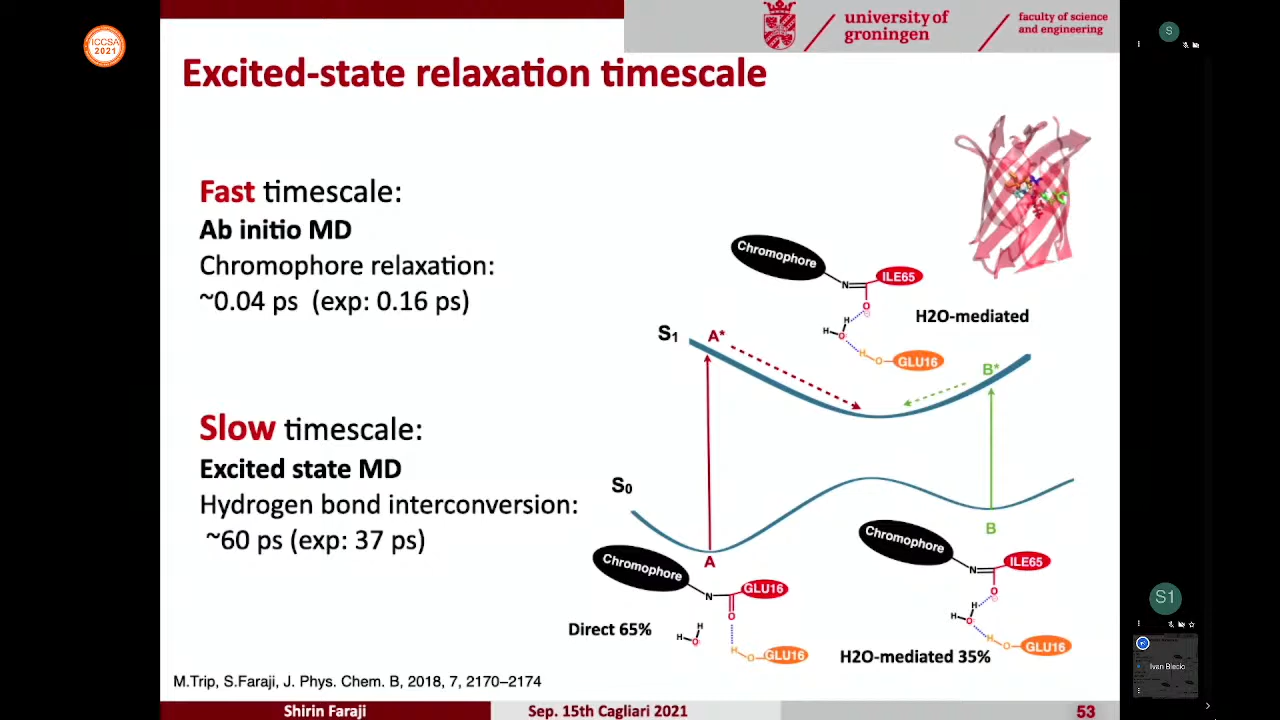 ICCSA
2021
university of
groningen
faculty of science
and engineering
S
Excited-state relaxation timescale
Fast timescale:
Ab initio MD
Chromophore relaxation:
~0.04 ps (exp: 0.16 ps)
Slow timescale:
Excited state MD
Hydrogen bond interconversion:
~60 ps (exp: 37 ps)
Chromophore
N
ILE65
O
H
H
O
H2O-mediated
H
O
GLU16
S1
A*
B*
S0
A
B
Chromophore
N
GLU16
O
Direct 65%
H
H
O
H
O
GLU16
Chromophore
N
ILE65
O
H
H
O
H
O
GLU16
H2O-mediated 35%
M.Trip, S.Faraji, J. Phys. Chem. B, 2018, 7, 2170–2174
Shirin Faraji
Sep. 15th Cagliari 2021
53
S1
Ivan Blecic